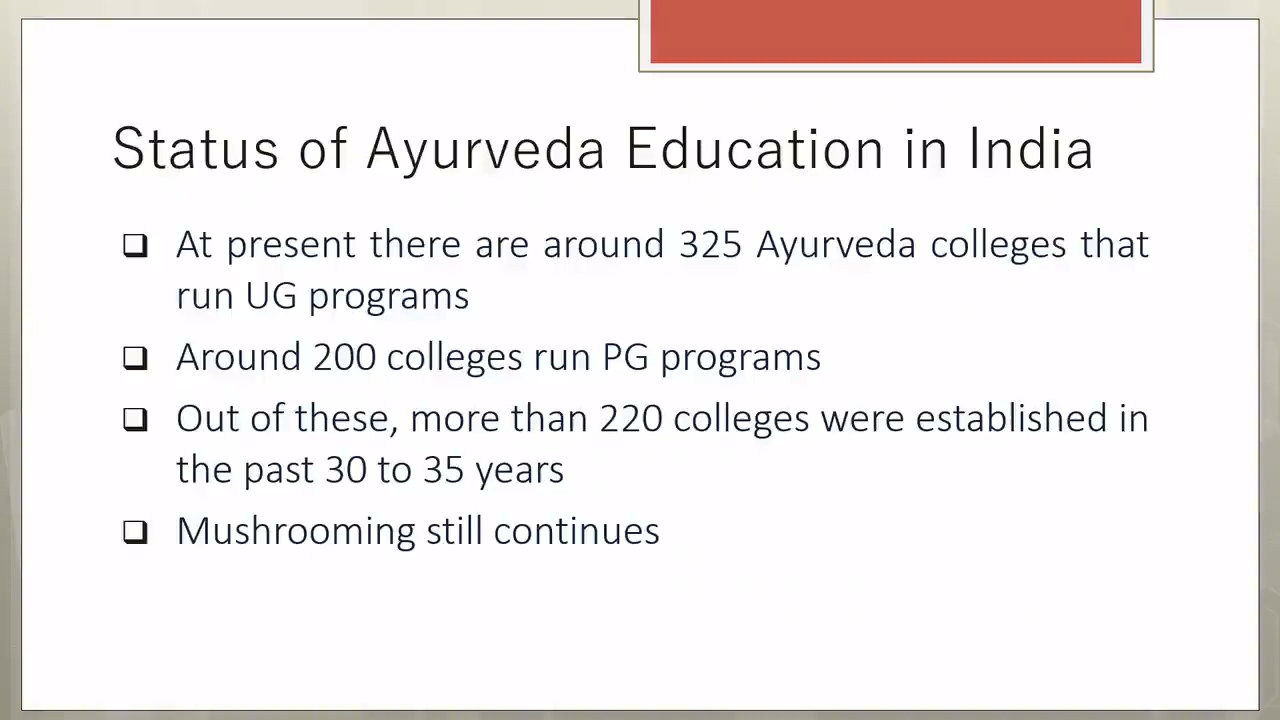 Status of Ayurveda Education in India
❑ At present there are around 325 Ayurveda colleges that
run UG programs
❑ Around 200 colleges run PG programs
❑ Out of these, more than 220 colleges were established in
the past 30 to 35 years
❑ Mushrooming still continues